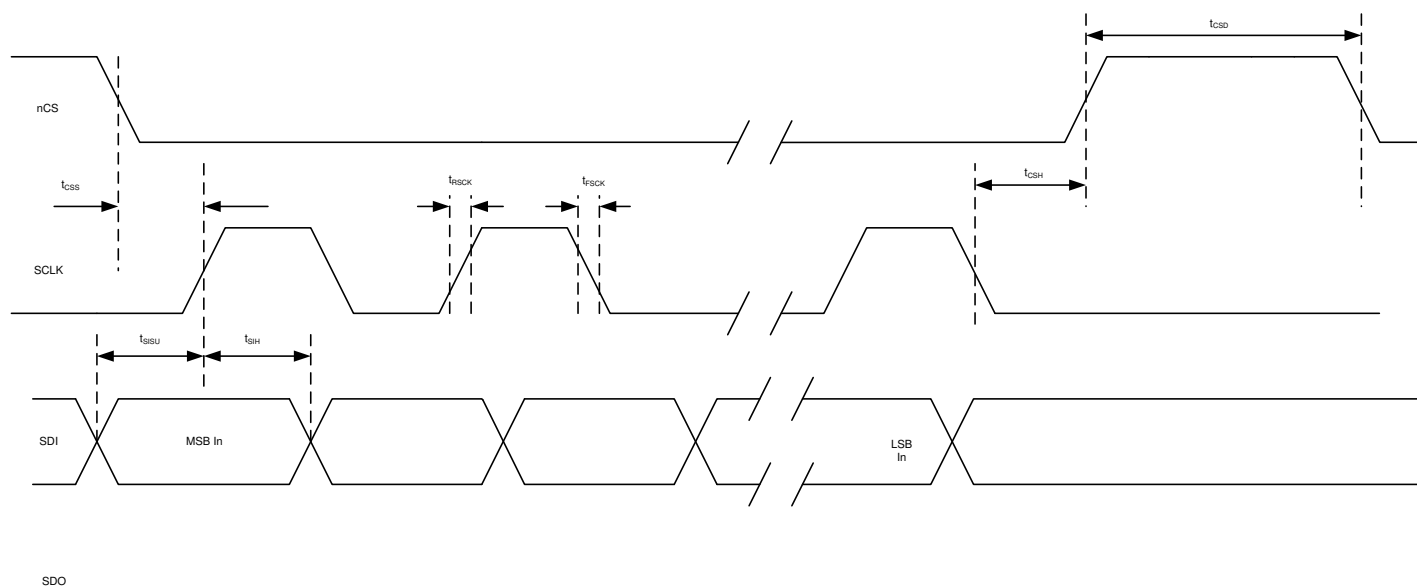 tCSD
nCS
tCSS
tRSCK
tFSCK
tCSH
SCLK
tSISU
tSIH
SDI
MSB In
LSB
In
SDO